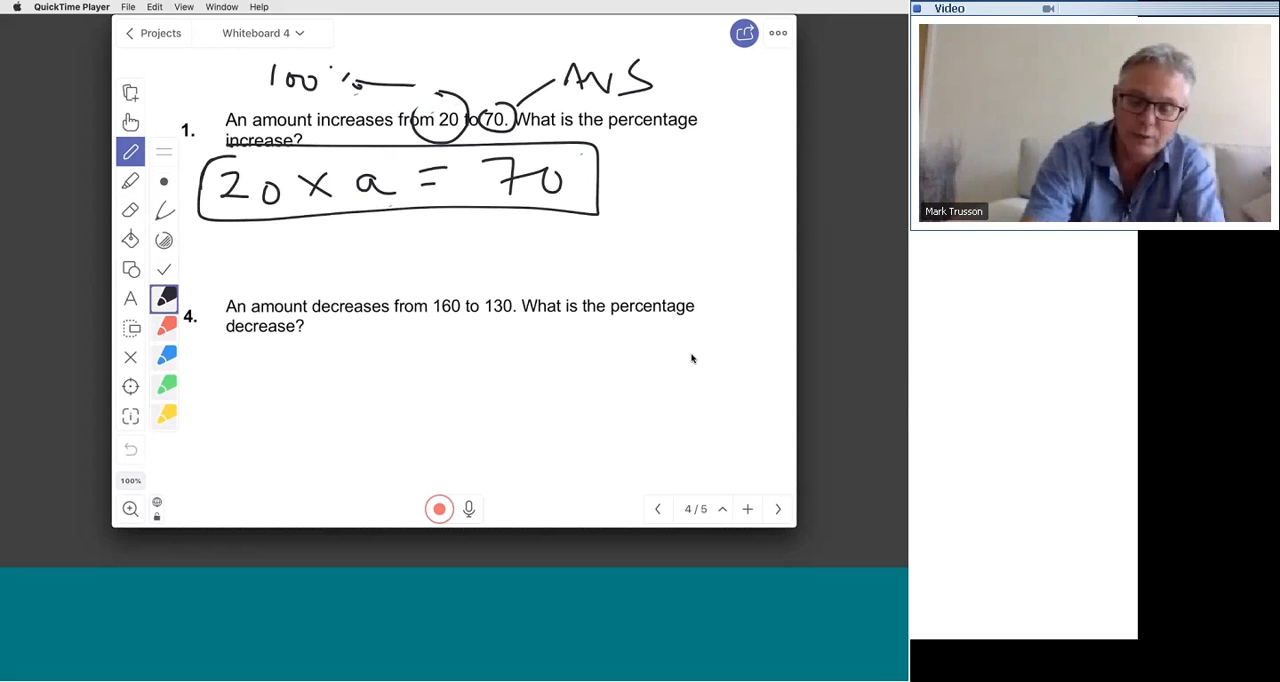 QuickTime Player File Edit View Window Help
Video
Projects
Whiteboard 4
100%
ANS
1. An amount increases from 20 to 70. What is the percentage
increase?
20 x a = 70
4. An amount decreases from 160 to 130. What is the percentage
decrease?
A
100%
4 / 5
Mark Trusson